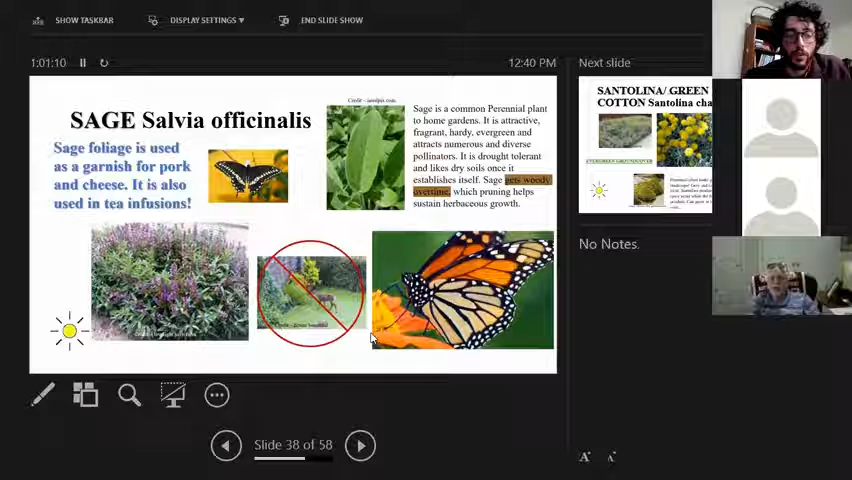 SHOW TASKBAR
DISPLAY SETTINGS ▼
END SLIDE SHOW
1:01:10
12:40 PM
Next slide
SAGE Salvia officinalis
Sage foliage is used
as a garnish for pork
and cheese. It is also
used in tea infusions!
Sage is a common Perennial plant
to home gardens. It is attractive,
fragrant, hardy, evergreen and
attracts numerous and diverse
pollinators. It is drought tolerant
and likes dry soils once it
establishes itself. Sage gets woody
overtime, which pruning helps
sustain herbaceous growth.
SANTOLINA/ GREEN
COTTON Santolina cha
EVERGREEN GROUNDCOVER
No Notes.
Slide 38 of 58
A
A